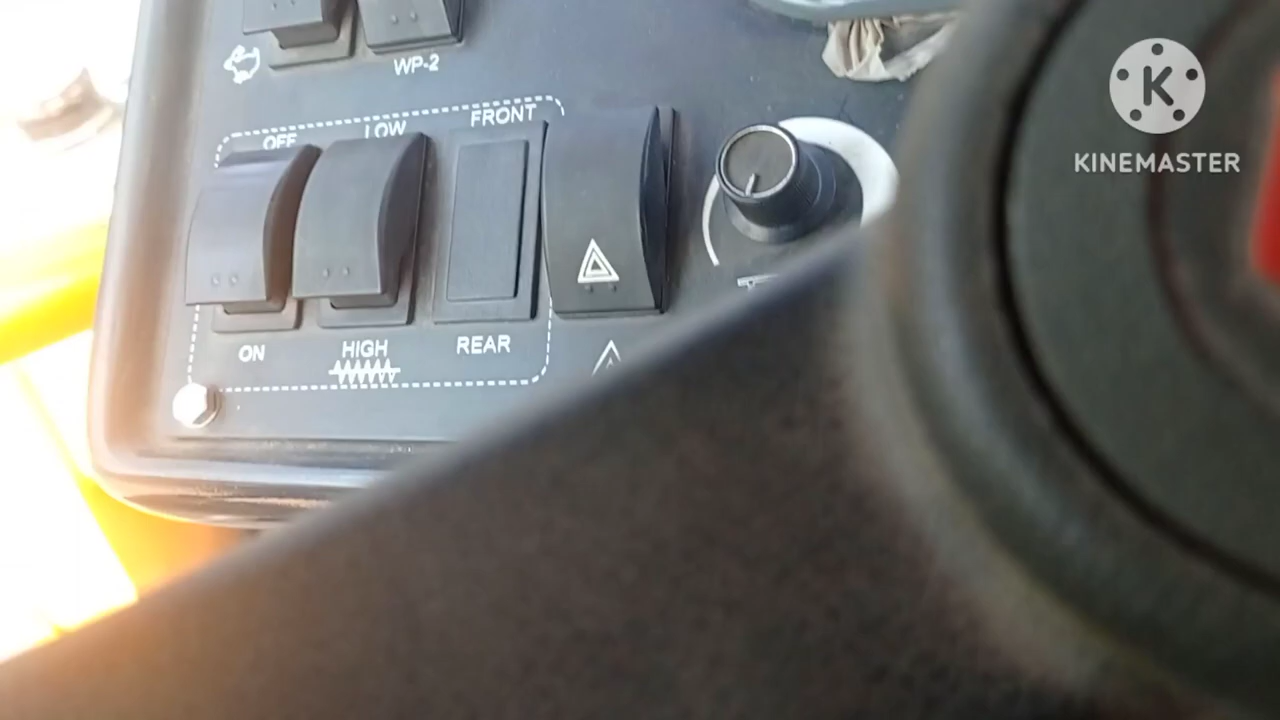 WP-2
OFF
LOW
FRONT
ON
HIGH
REAR
K
KINEMASTER